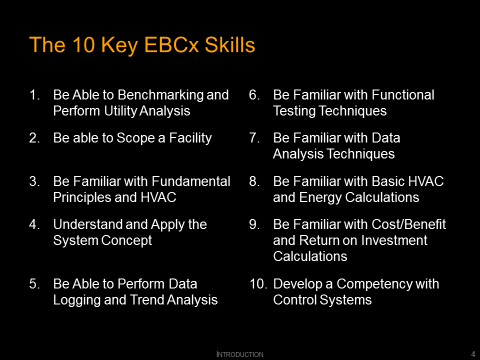 The 10 Key EBCx Skills
1. Be Able to Benchmarking and
Perform Utility Analysis
2. Be able to Scope a Facility
3. Be Familiar with Fundamental
Principles and HVAC
4. Understand and Apply the
System Concept
5. Be Able to Perform Data
Logging and Trend Analysis
6. Be Familiar with Functional
Testing Techniques
7. Be Familiar with Data
Analysis Techniques
8. Be Familiar with Basic HVAC
and Energy Calculations
9. Be Familiar with Cost/Benefit
and Return on Investment
Calculations
10. Develop a Competency with
Control Systems
INTRODUCTION
4